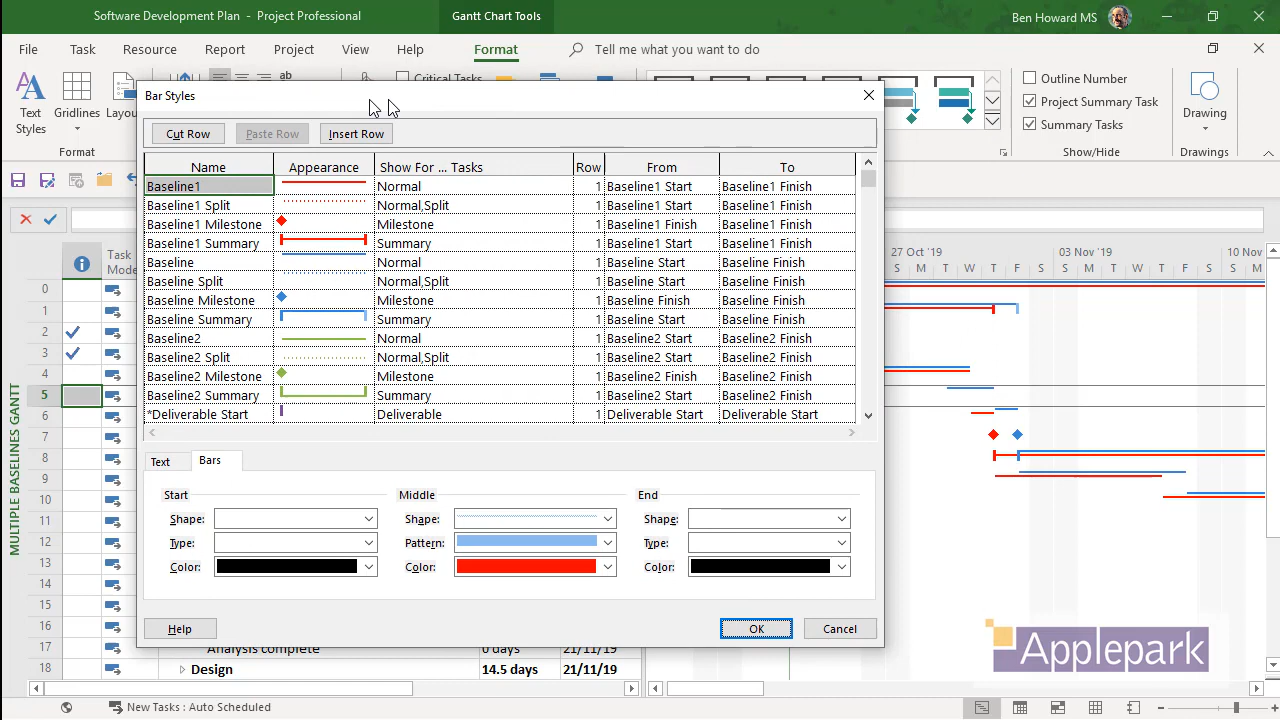 Software Development Plan - Project Professional
Gantt Chart Tools
Ben Howard MS
File Task Resource Report Project View Help Format Tell me what you want to do
Text Styles
Gridlines
Format
Critical Tasks
Outline Number
Project Summary Task
Summary Tasks
Show/Hide
Drawing
Drawings
Bar Styles
Cut Row Paste Row Insert Row
Name Appearance Show For ... Tasks Row From To
Baseline1 Normal 1 Baseline1 Start Baseline1 Finish
Baseline1 Split Normal,Split 1 Baseline1 Start Baseline1 Finish
Baseline1 Milestone Milestone 1 Baseline1 Finish Baseline1 Finish
Baseline1 Summary Summary 1 Baseline1 Start Baseline1 Finish
Baseline Normal 1 Baseline Start Baseline Finish
Baseline Split Normal,Split 1 Baseline Start Baseline Finish
Baseline Milestone Milestone 1 Baseline Finish Baseline Finish
Baseline Summary Summary 1 Baseline Start Baseline Finish
Baseline2 Normal 1 Baseline2 Start Baseline2 Finish
Baseline2 Split Normal,Split 1 Baseline2 Start Baseline2 Finish
Baseline2 Milestone Milestone 1 Baseline2 Finish Baseline2 Finish
Baseline2 Summary Summary 1 Baseline2 Start Baseline2 Finish
*Deliverable Start Deliverable 1 Deliverable Start Deliverable Start
Text Bars
Start Middle End
Shape: Shape: Shape:
Type: Pattern: Type:
Color: Color: Color:
Help OK Cancel
Task
Mode
27 Oct '19 03 Nov '19 10 Nov
S M T W T F S S M T W T F S S M
0
1
2
3
4
5
6
7
8
9
10
11
12
13
14
15
16
17 Analysis complete 0 days 21/11/19
18 Design 14.5 days 21/11/19
MULTIPLE BASELINES GANTT
Applepark
New Tasks : Auto Scheduled